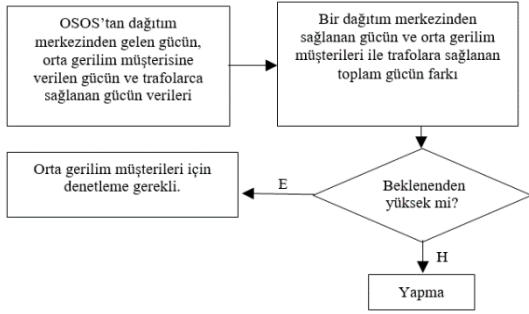 OSOS’tan dağıtım
merkezinden gelen gücün,
orta gerilim müşterisine
verilen gücün ve trafolarca
sağlanan gücün verileri
Bir dağıtım merkezinden
sağlanan gücün ve orta gerilim
müşterileri ile trafolara sağlanan
toplam gücün farkı
Beklenenden
yüksek mi?
E
Orta gerilim müşterileri için
denetleme gerekli.
H
Yapma